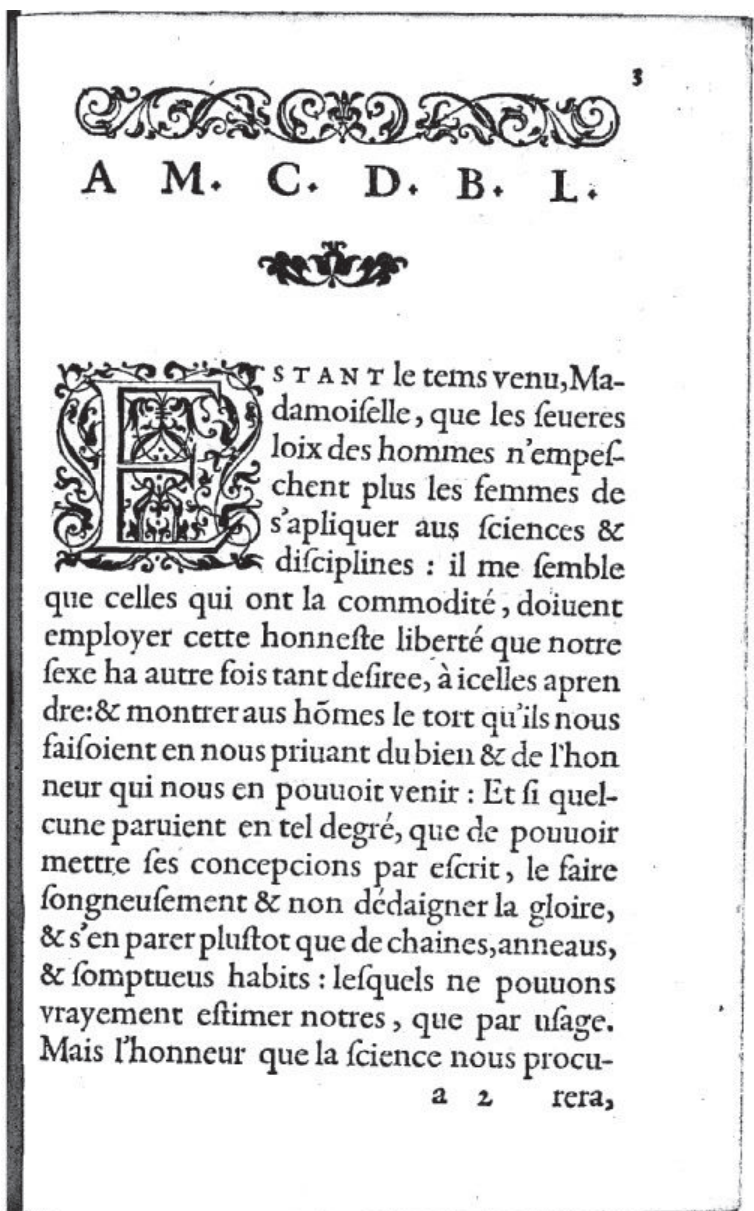 3
A M. C. D. B. L.
ESTANT le tems venu, Ma-
damoiſelle, que les ſeueres
loix des hommes n'empeſ-
chent plus les femmes de
s'apliquer aus ſciences &
diſciplines : il me ſemble
que celles qui ont la commodité, doiuent
employer cette honneſte liberté que notre
ſexe ha autre fois tant deſiree, à icelles apren
dre: & montrer aus hõmes le tort qu'ils nous
faiſoient en nous priuant du bien & de l'hon
neur qui nous en pouuoit venir : Et ſi quel-
cune paruient en tel degré, que de pouuoir
mettre ſes concepcions par eſcrit, le faire
ſongneuſement & non dédaigner la gloire,
& s'en parer pluſtot que de chaines, anneaus,
& ſomptueus habits : leſquels ne pouuons
vrayement eſtimer notres, que par uſage.
Mais l'honneur que la ſcience nous procu-
a 2 rera,